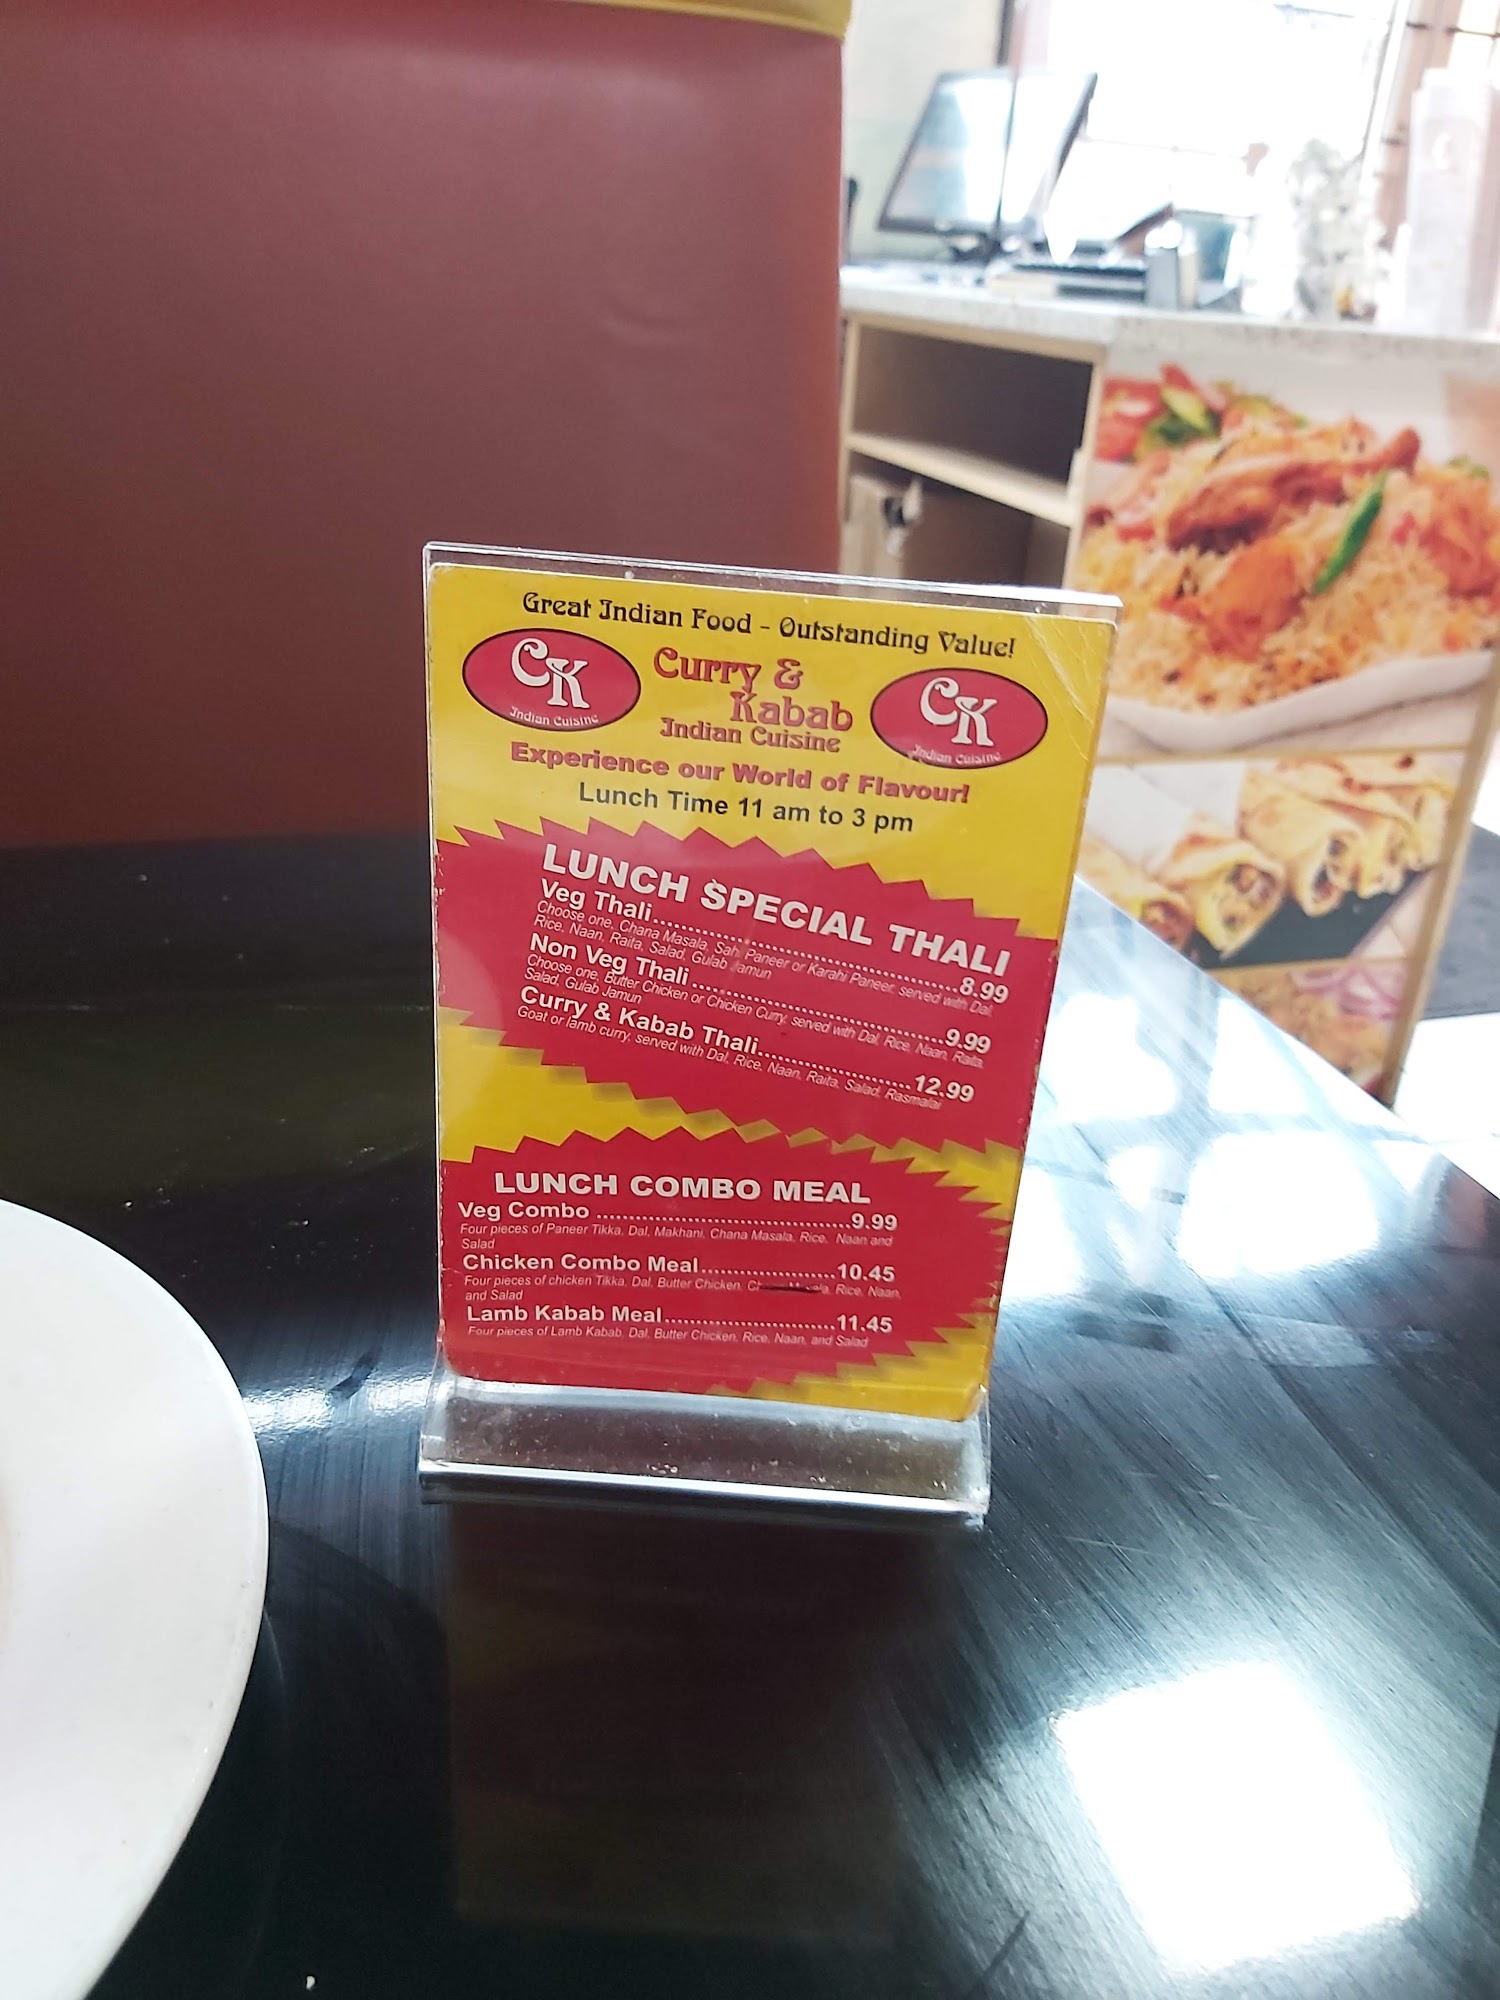 Great Indian Food - Outstanding Value!
CK
Indian Cuisine
Curry &
Kabab
Indian Cuisine
CK
Indian Cuisine
Experience our World of Flavour!
Lunch Time 11 am to 3 pm
LUNCH SPECIAL THALI
Veg Thali..........................................8.99
Choose one, Chana Masala, Sahi Paneer or Karahi Paneer, served with Dal,
Rice, Naan, Raita, Salad, Gulab Jamun
Non Veg Thali...................................9.99
Choose one, Butter Chicken or Chicken Curry, served with Dal, Rice, Naan, Raita,
Salad, Gulab Jamun
Curry & Kabab Thali......................12.99
Goat or lamb curry, served with Dal, Rice, Naan, Raita, Salad, Rasmalai
LUNCH COMBO MEAL
Veg Combo ......................................9.99
Four pieces of Paneer Tikka, Dal, Makhani, Chana Masala, Rice, Naan and
Salad
Chicken Combo Meal....................10.45
Four pieces of chicken Tikka, Dal, Butter Chicken, Rice, Naan,
and Salad
Lamb Kabab Meal.........................11.45
Four pieces of Lamb Kabab, Dal, Butter Chicken, Rice, Naan, and Salad